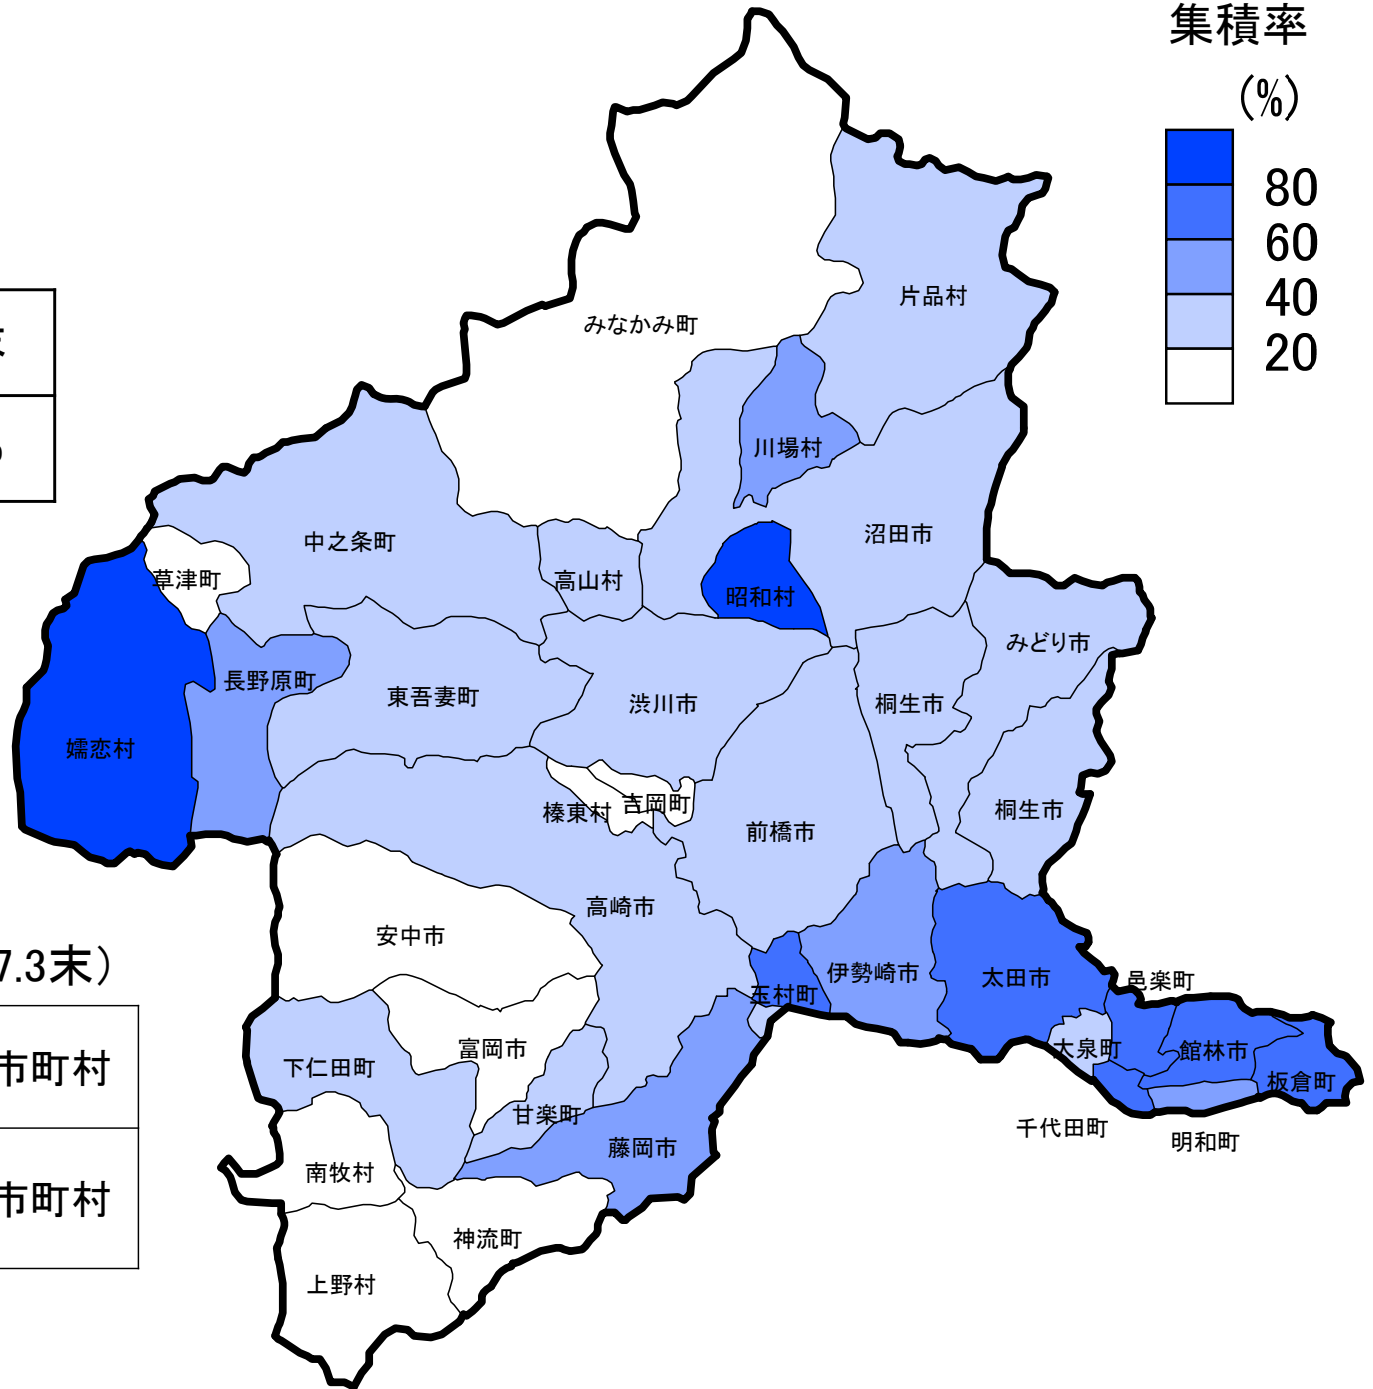 集積率
(%)
80
60
40
20
片品村
みなかみ町
川場村
沼田市
中之条町
草津町
高山村
昭和村
みどり市
長野原町
東吾妻町
渋川市
桐生市
嬬恋村
榛東村
吉岡町
前橋市
桐生市
高崎市
安中市
7.3末）
伊勢崎市
太田市
邑楽町
玉村町
富岡市
大泉町
館林市
市町村
下仁田町
板倉町
甘楽町
千代田町
明和町
藤岡市
南牧村
市町村
神流町
上野村